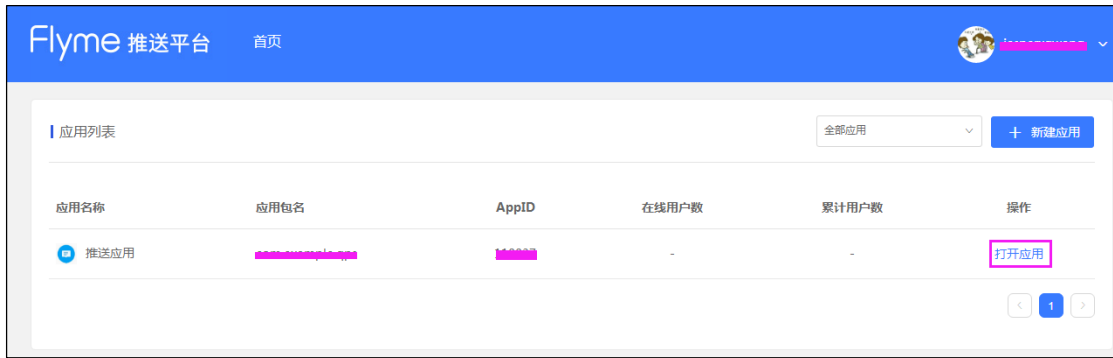 Flyme 推送平台 首页
应用列表 全部应用 + 新建应用
应用名称 应用包名 AppID 在线用户数 累计用户数 操作
推送应用 - - 打开应用
< 1 >